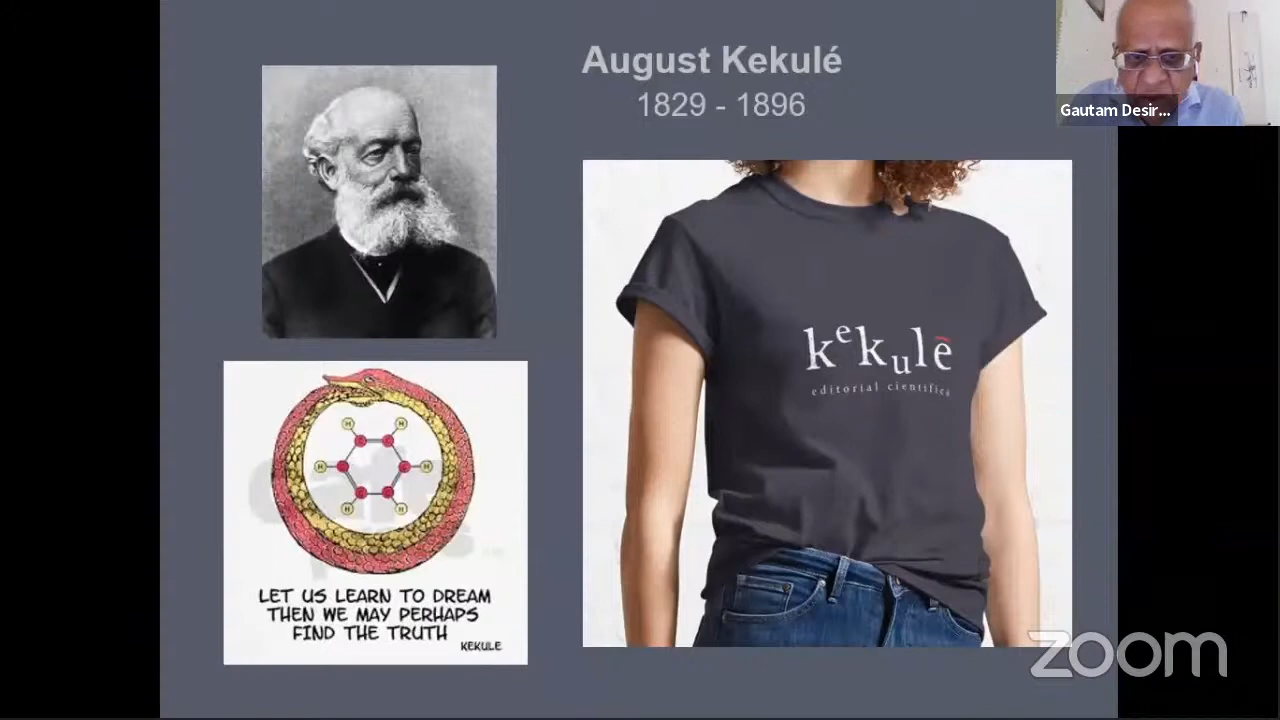 August Kekulé
1829 - 1896
Gautam Desir...
kekulē
editorial científica
H
H
C
C
H
C
C
H
C
C
H
H
LET US LEARN TO DREAM
THEN WE MAY PERHAPS
FIND THE TRUTH
KEKULE
zoom